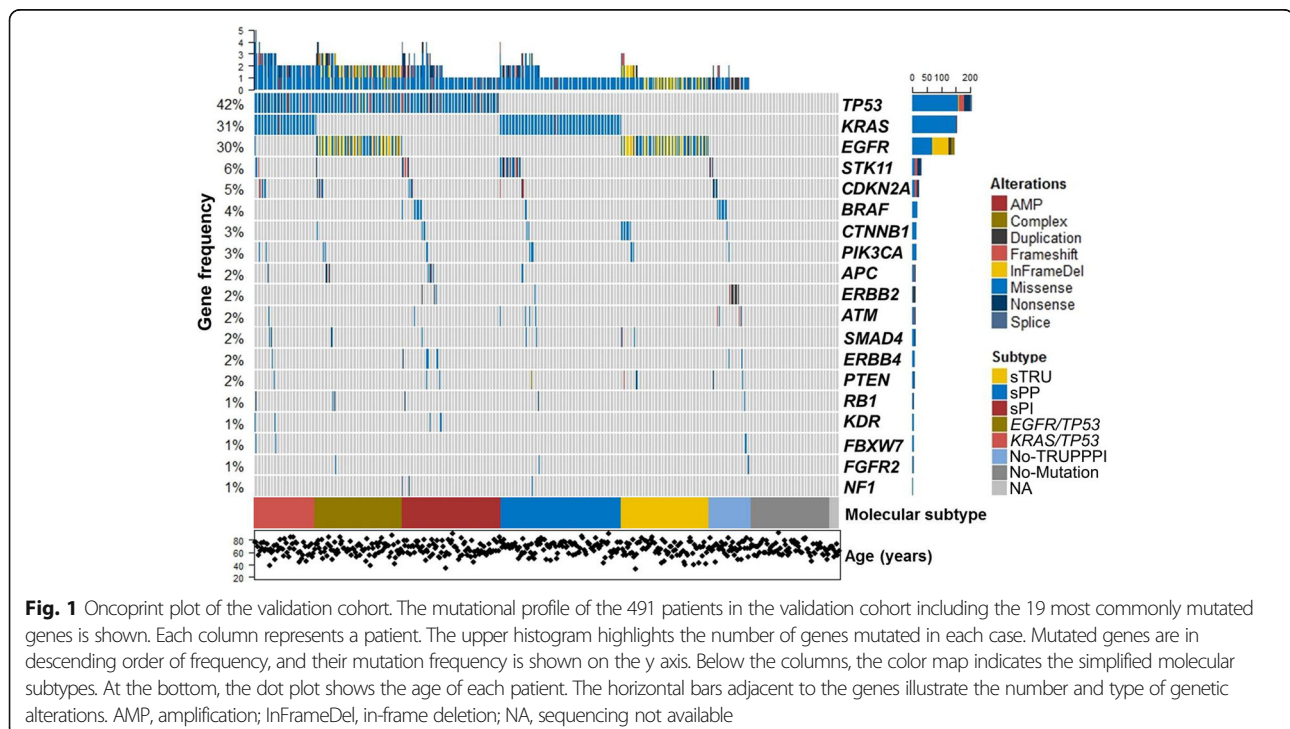 5
4
3
2
1
0
0 50 100 200
42% TP53
31% KRAS
30% EGFR
6% STK11
5% CDKN2A
4% BRAF
3% CTNNB1
3% PIK3CA
2% APC
2% ERBB2
2% ATM
2% SMAD4
2% ERBB4
2% PTEN
1% RB1
1% KDR
1% FBXW7
1% FGFR2
1% NF1
Gene frequency
Alterations
AMP
Complex
Duplication
Frameshift
InFrameDel
Missense
Nonsense
Splice
Subtype
sTRU
sPP
sPI
EGFR/TP53
KRAS/TP53
No-TRUPPPI
No-Mutation
NA
Molecular subtype
80
60
40
20
Age (years)
Fig. 1 Oncoprint plot of the validation cohort. The mutational profile of the 491 patients in the validation cohort including the 19 most commonly mutated
genes is shown. Each column represents a patient. The upper histogram highlights the number of genes mutated in each case. Mutated genes are in
descending order of frequency, and their mutation frequency is shown on the y axis. Below the columns, the color map indicates the simplified molecular
subtypes. At the bottom, the dot plot shows the age of each patient. The horizontal bars adjacent to the genes illustrate the number and type of genetic
alterations. AMP, amplification; InFrameDel, in-frame deletion; NA, sequencing not available